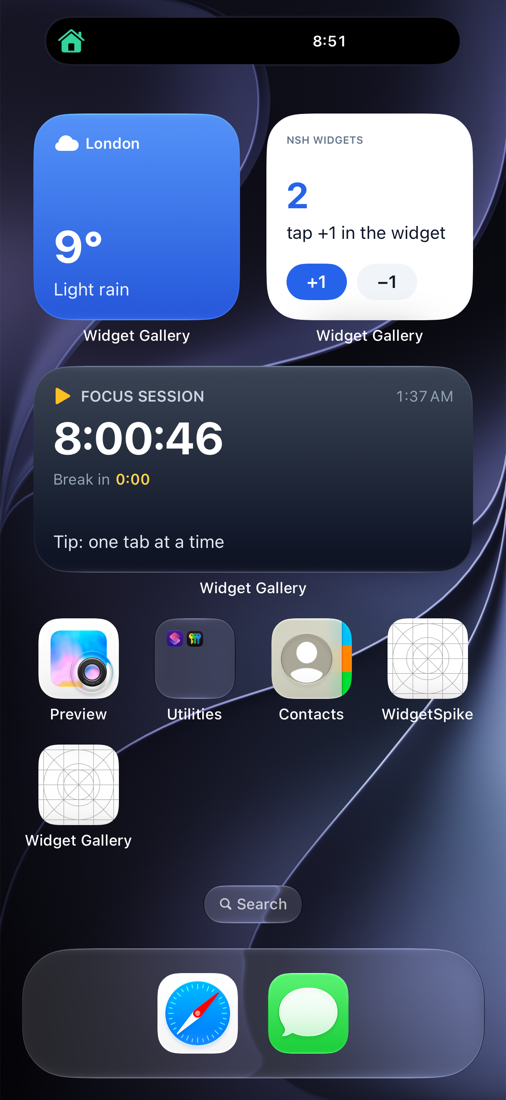 8:51
London
9°
Light rain
Widget Gallery
NSH WIDGETS
2
tap +1 in the widget
+1 −1
Widget Gallery
FOCUS SESSION 1:37 AM
8:00:46
Break in 0:00
Tip: one tab at a time
Widget Gallery
Preview Utilities Contacts WidgetSpike
Widget Gallery
Search